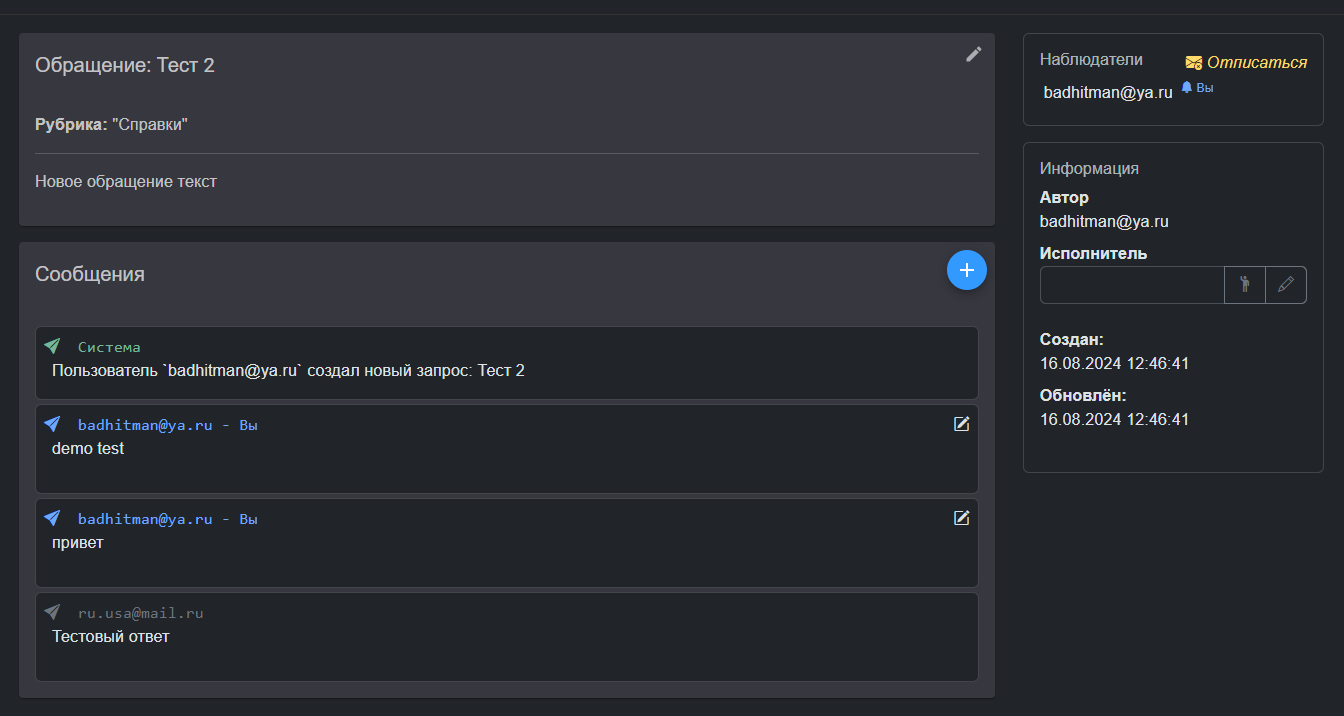 Обращение: Тест 2
Рубрика: "Справки"
Новое обращение текст
Сообщения
Система
Пользователь `badhitman@ya.ru` создал новый запрос: Тест 2
badhitman@ya.ru - Вы
demo test
badhitman@ya.ru - Вы
привет
ru.usa@mail.ru
Тестовый ответ
Наблюдатели
Отписаться
badhitman@ya.ru Вы
Информация
Автор
badhitman@ya.ru
Исполнитель
Создан:
16.08.2024 12:46:41
Обновлён:
16.08.2024 12:46:41